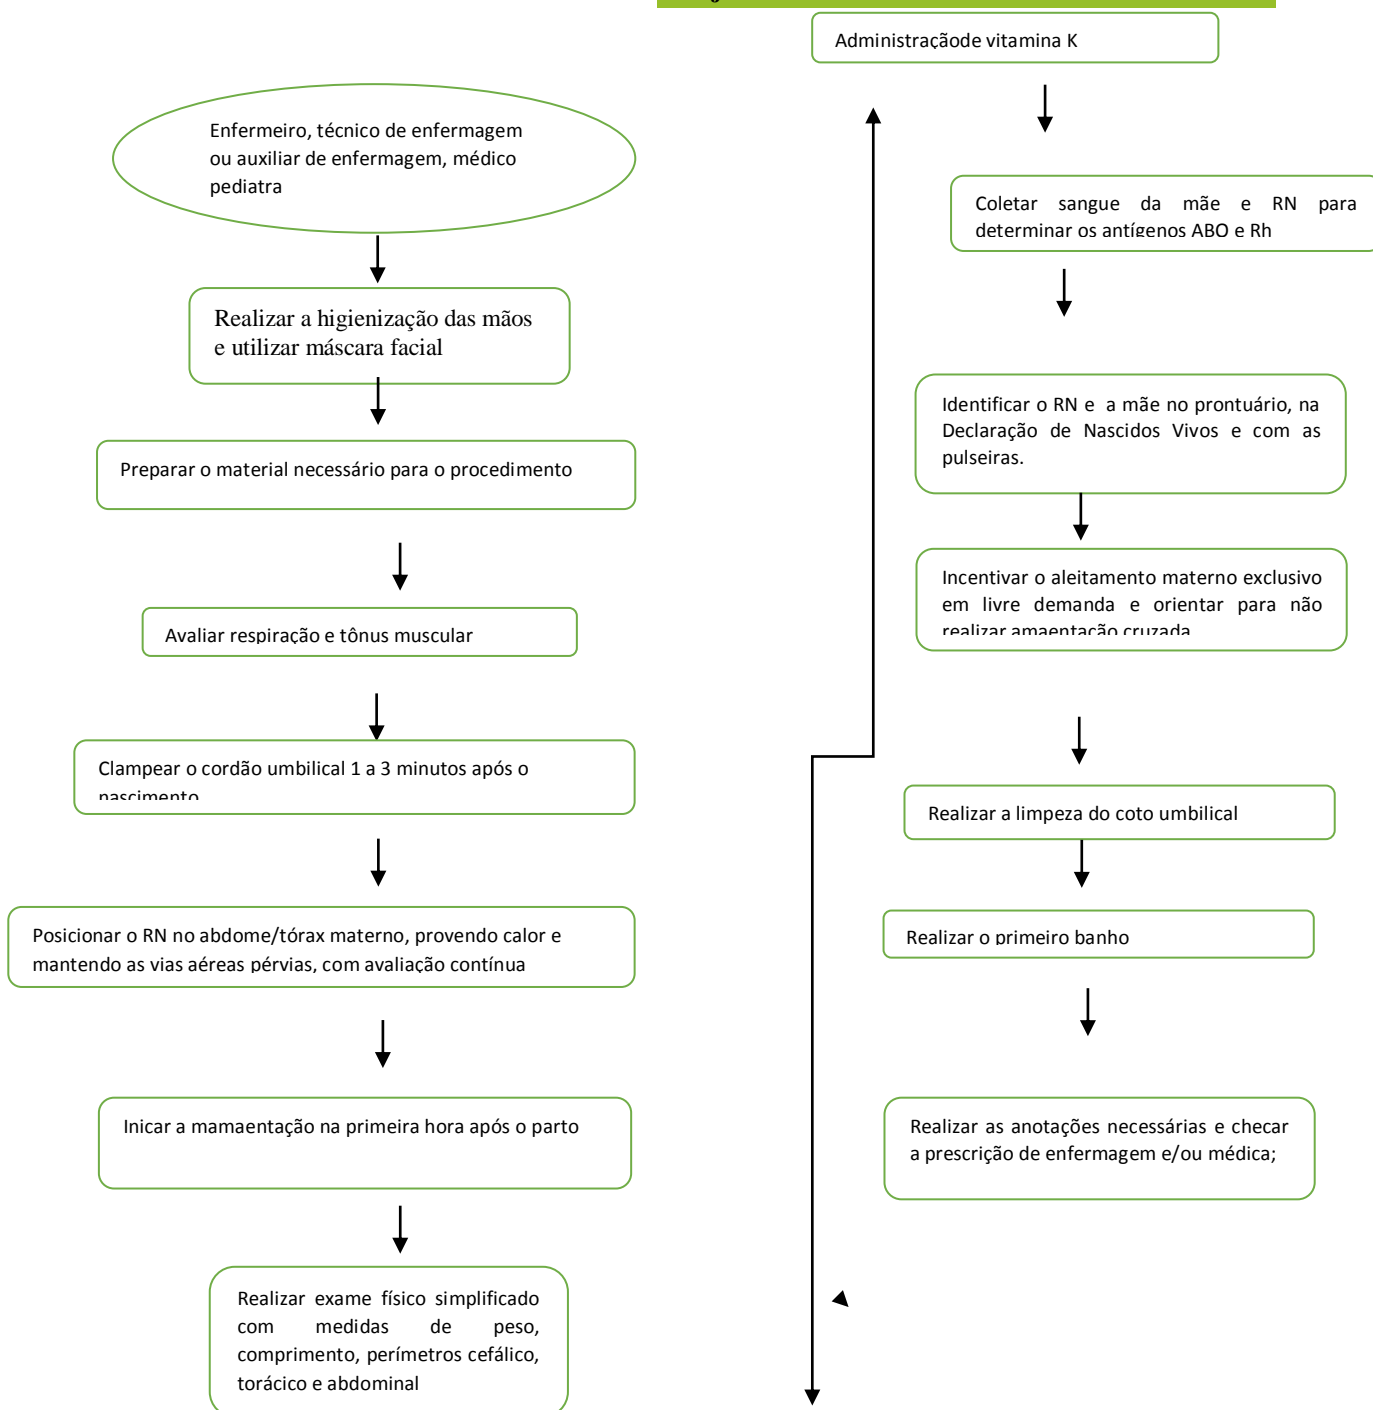 Enfermeiro, técnico de enfermagem
ou auxiliar de enfermagem, médico
pediatra
Realizar a higienização das mãos
e utilizar máscara facial
Preparar o material necessário para o procedimento
Avaliar respiração e tônus muscular
Clampear o cordão umbilical 1 a 3 minutos após o
nascimento
Posicionar o RN no abdome/tórax materno, provendo calor e
mantendo as vias aéreas pérvias, com avaliação contínua
Inicar a mamaentação na primeira hora após o parto
Realizar exame físico simplificado
com medidas de peso,
comprimento, perímetros cefálico,
torácico e abdominal
Administraçãode vitamina K
Coletar sangue da mãe e RN para
determinar os antígenos ABO e Rh
Identificar o RN e a mãe no prontuário, na
Declaração de Nascidos Vivos e com as
pulseiras.
Incentivar o aleitamento materno exclusivo
em livre demanda e orientar para não
realizar amaentação cruzada
Realizar a limpeza do coto umbilical
Realizar o primeiro banho
Realizar as anotações necessárias e checar
a prescrição de enfermagem e/ou médica;